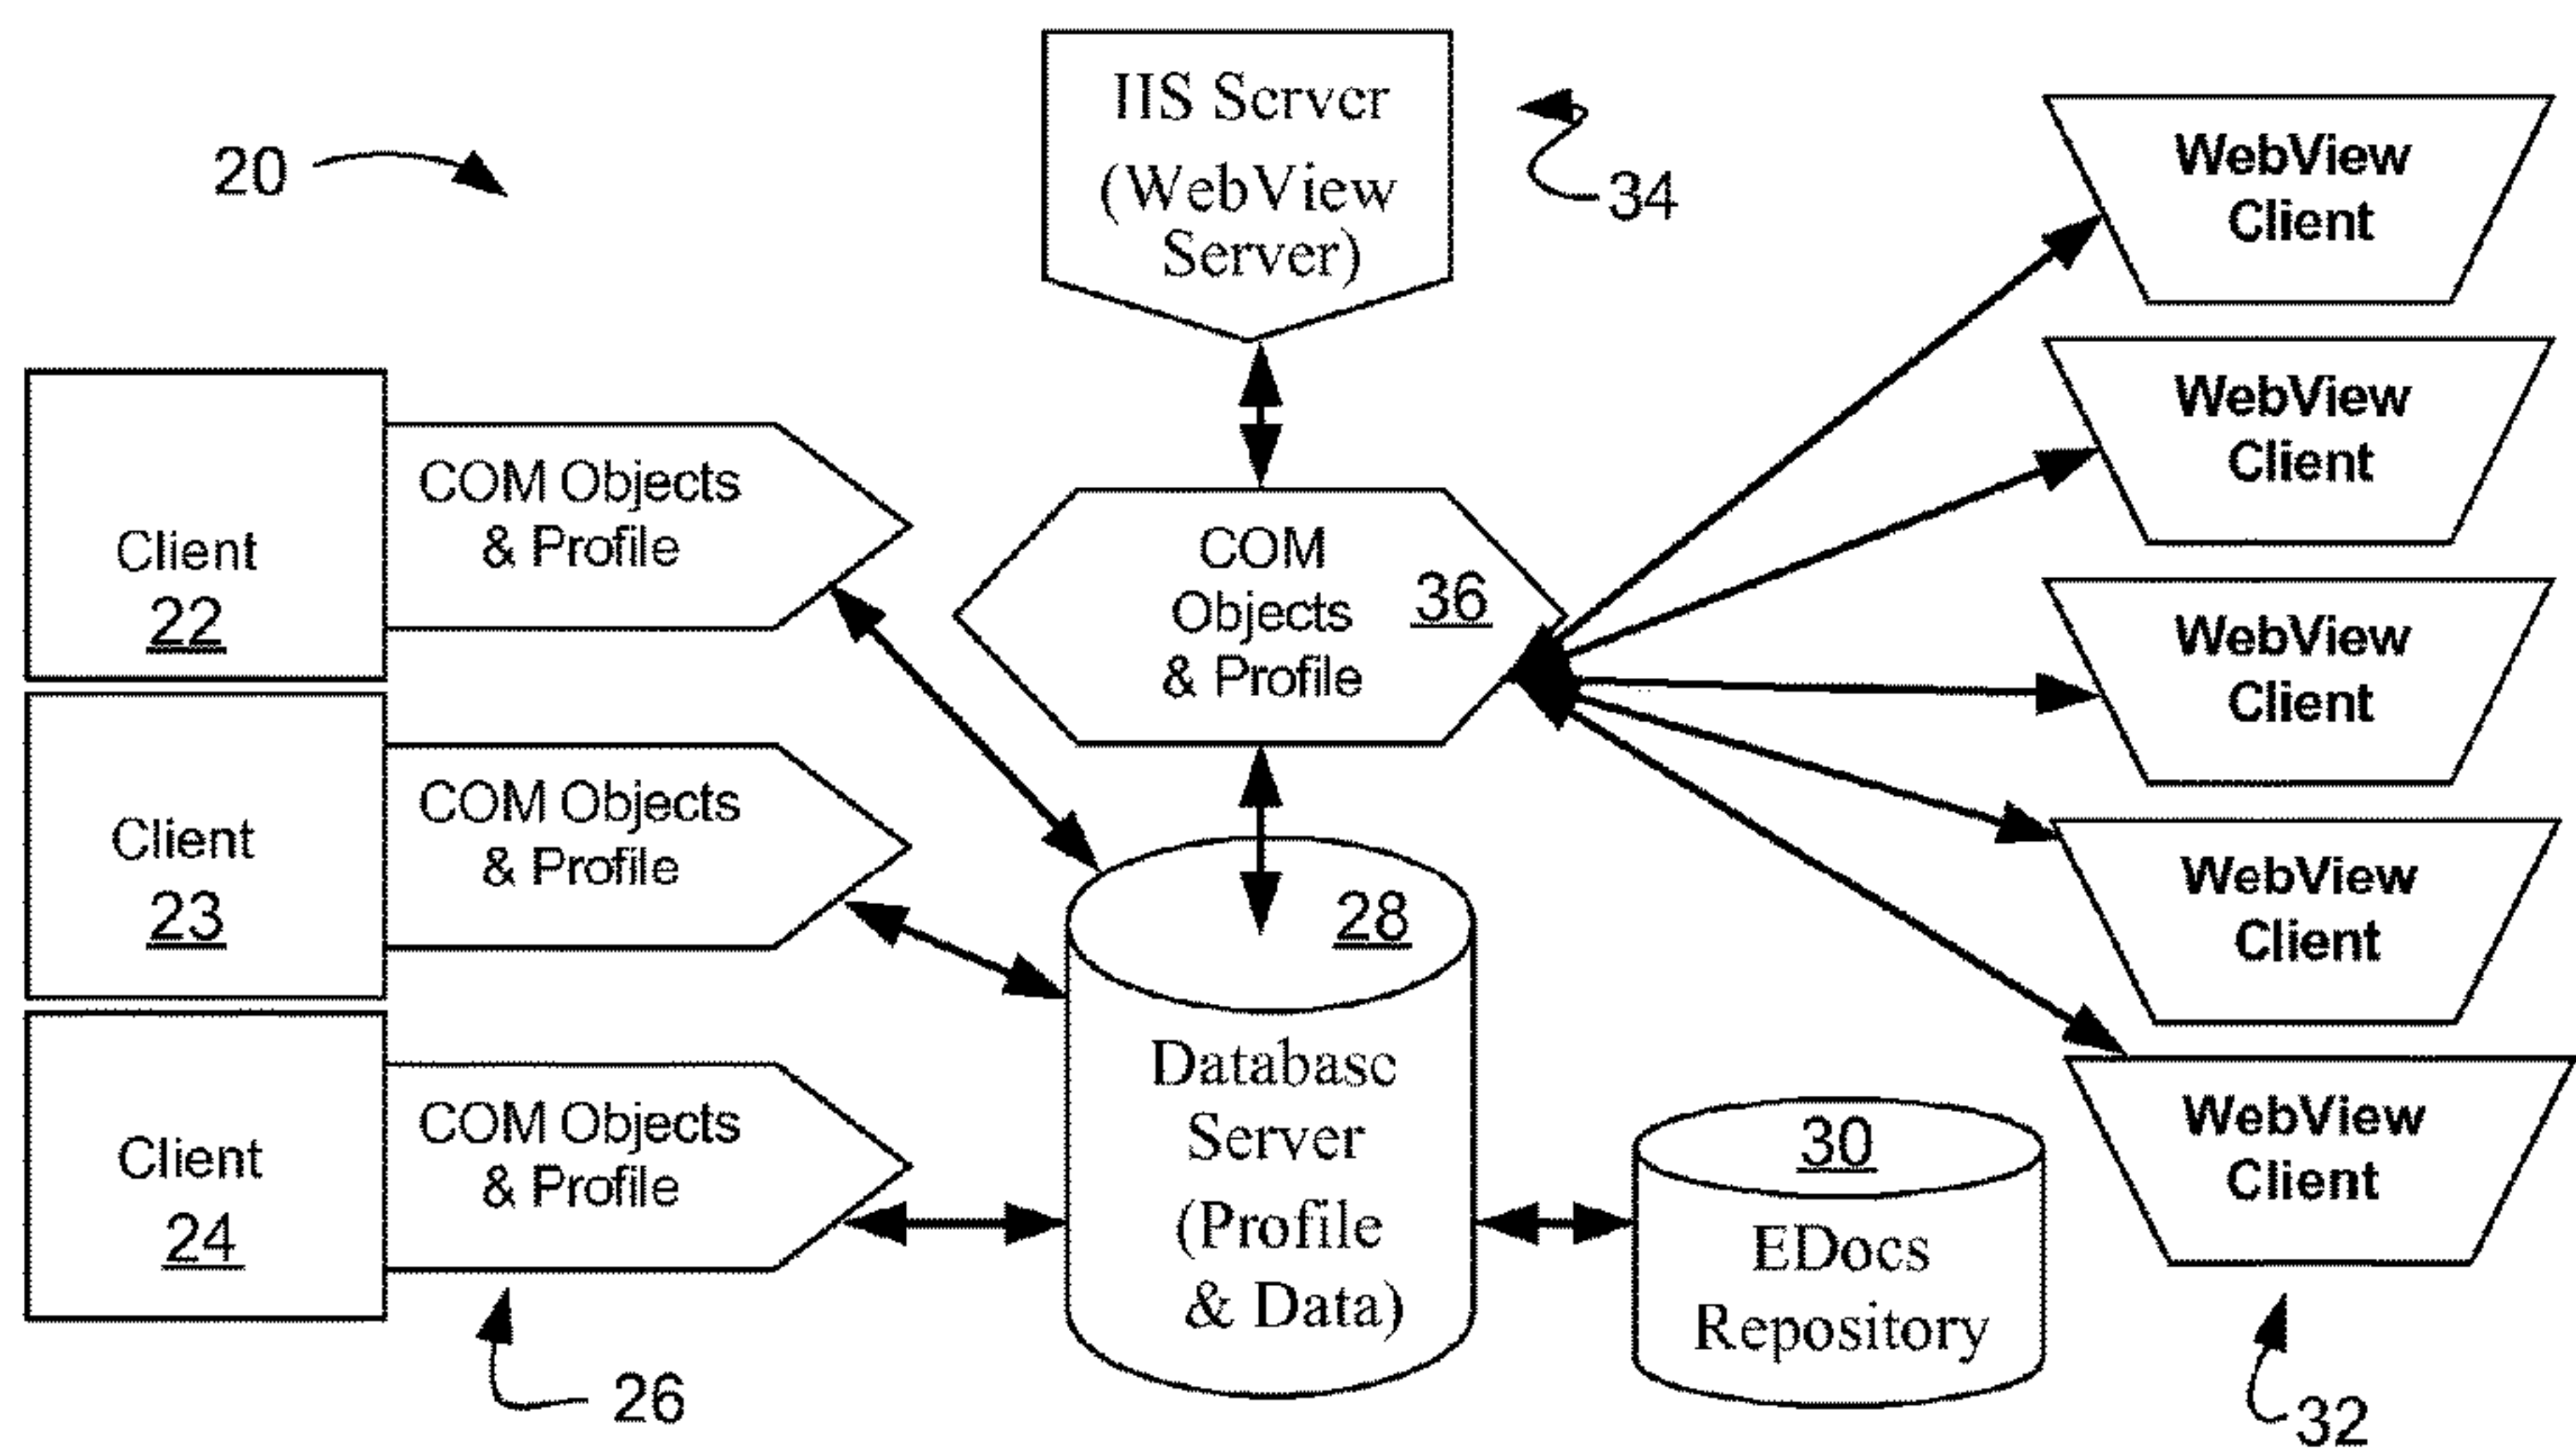 20
IIS Server
(WebView
Server)
34
Client
22
COM Objects
& Profile
Client
23
COM Objects
& Profile
Client
24
COM Objects
& Profile
26
COM
Objects
& Profile
36
28
Database
Server
(Profile
& Data)
30
EDocs
Repository
WebView
Client
WebView
Client
WebView
Client
WebView
Client
WebView
Client
32